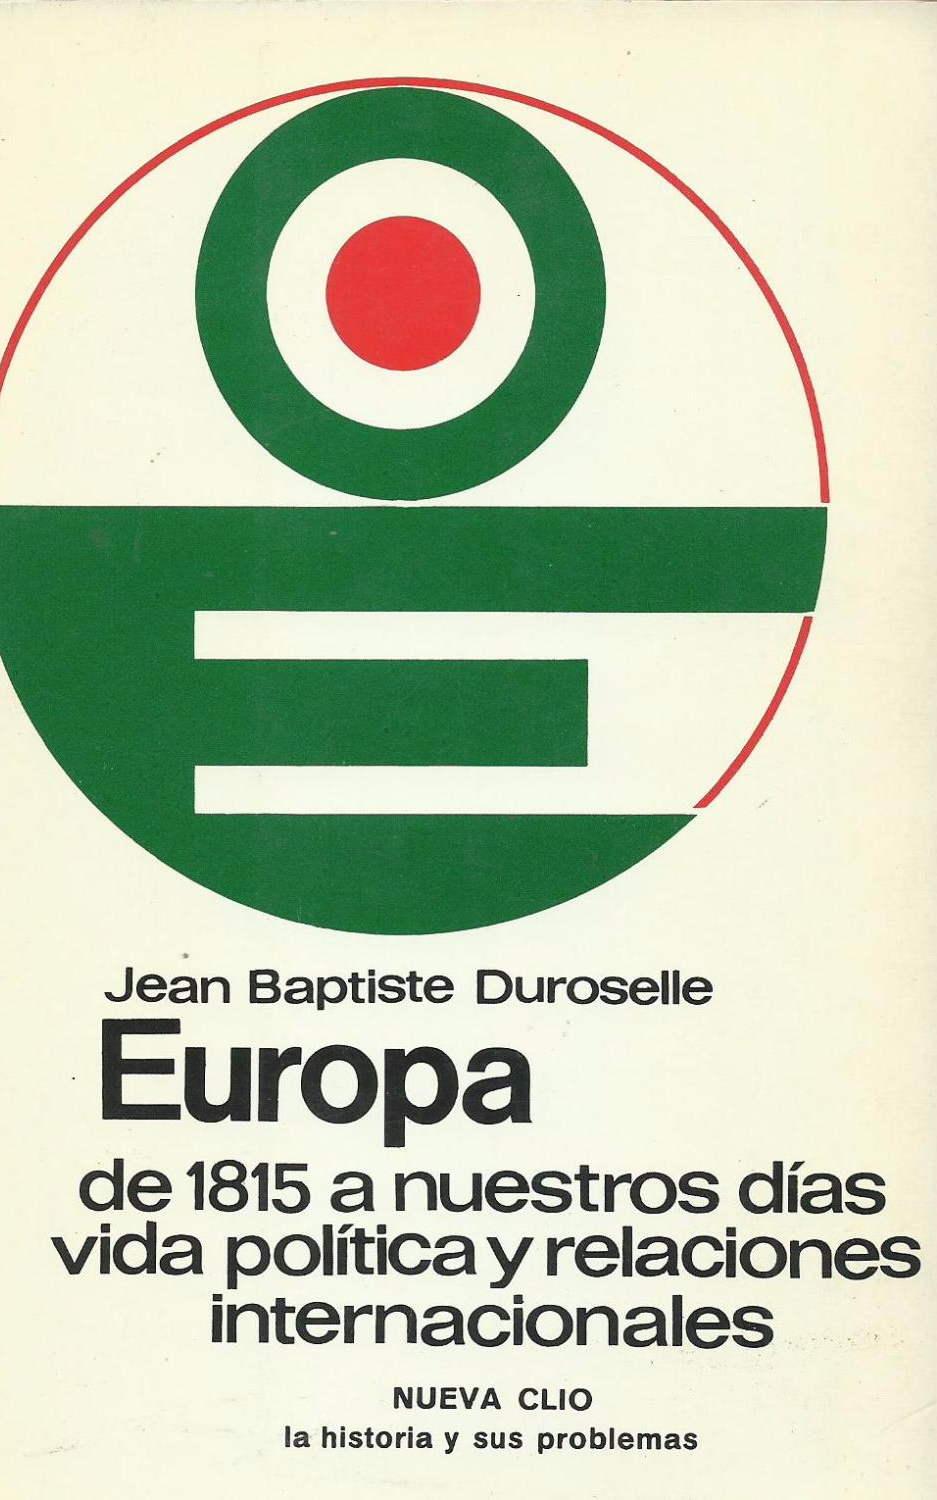 Jean Baptiste Duroselle
Europa
de 1815 a nuestros días
vida política y relaciones
internacionales
NUEVA CLIO
la historia y sus problemas